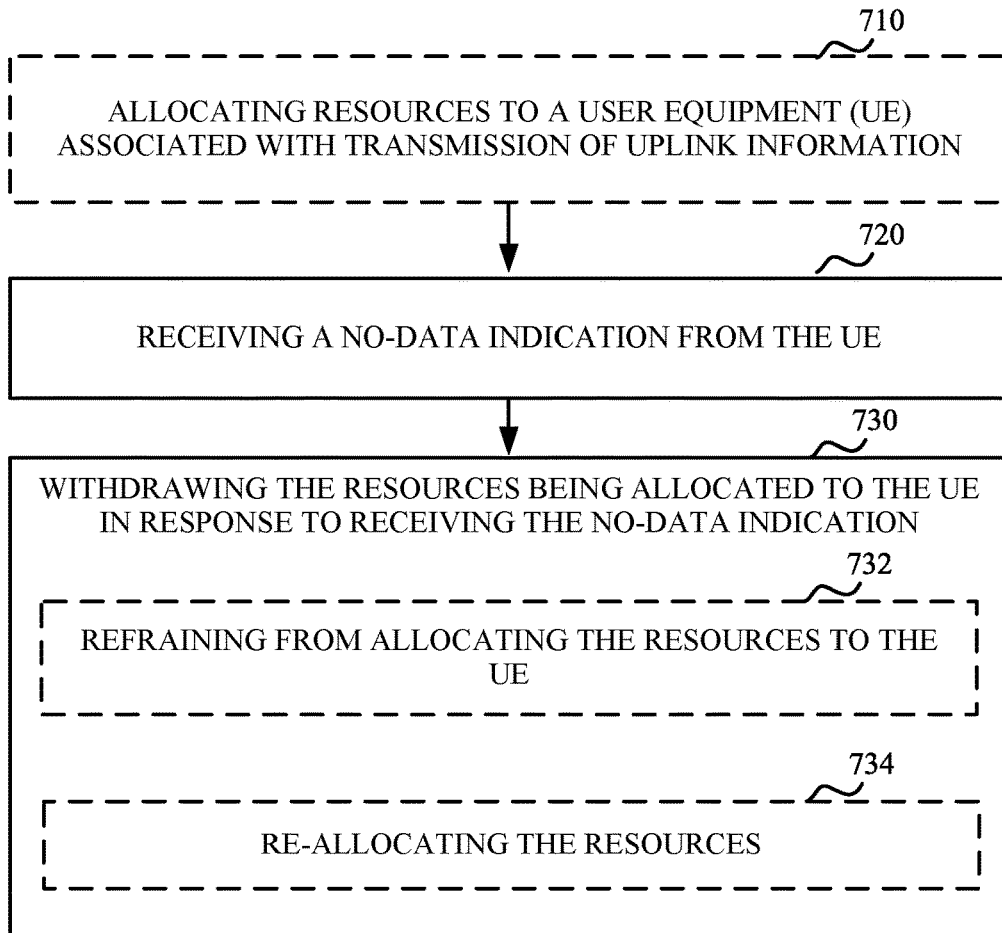 710
ALLOCATING RESOURCES TO A USER EQUIPMENT (UE)
ASSOCIATED WITH TRANSMISSION OF UPLINK INFORMATION
720
RECEIVING A NO-DATA INDICATION FROM THE UE
730
WITHDRAWING THE RESOURCES BEING ALLOCATED TO THE UE
IN RESPONSE TO RECEIVING THE NO-DATA INDICATION
732
REFRAINING FROM ALLOCATING THE RESOURCES TO THE
UE
734
RE-ALLOCATING THE RESOURCES